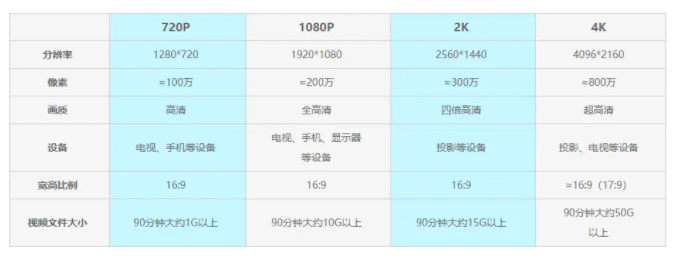 720P 1080P 2K 4K
分辨率 1280*720 1920*1080 2560*1440 4096*2160
像素 ≈100万 ≈200万 ≈300万 ≈800万
画质 高清 全高清 四倍高清 超高清
设备 电视、手机等设备 电视、手机、显示器
等设备 投影等设备 投影、电视等设备
宽高比例 16:9 16:9 16:9 ≈16:9（17:9）
视频文件大小 90分钟大约1G以上 90分钟大约10G以上 90分钟大约15G以上 90分钟大约50G
以上